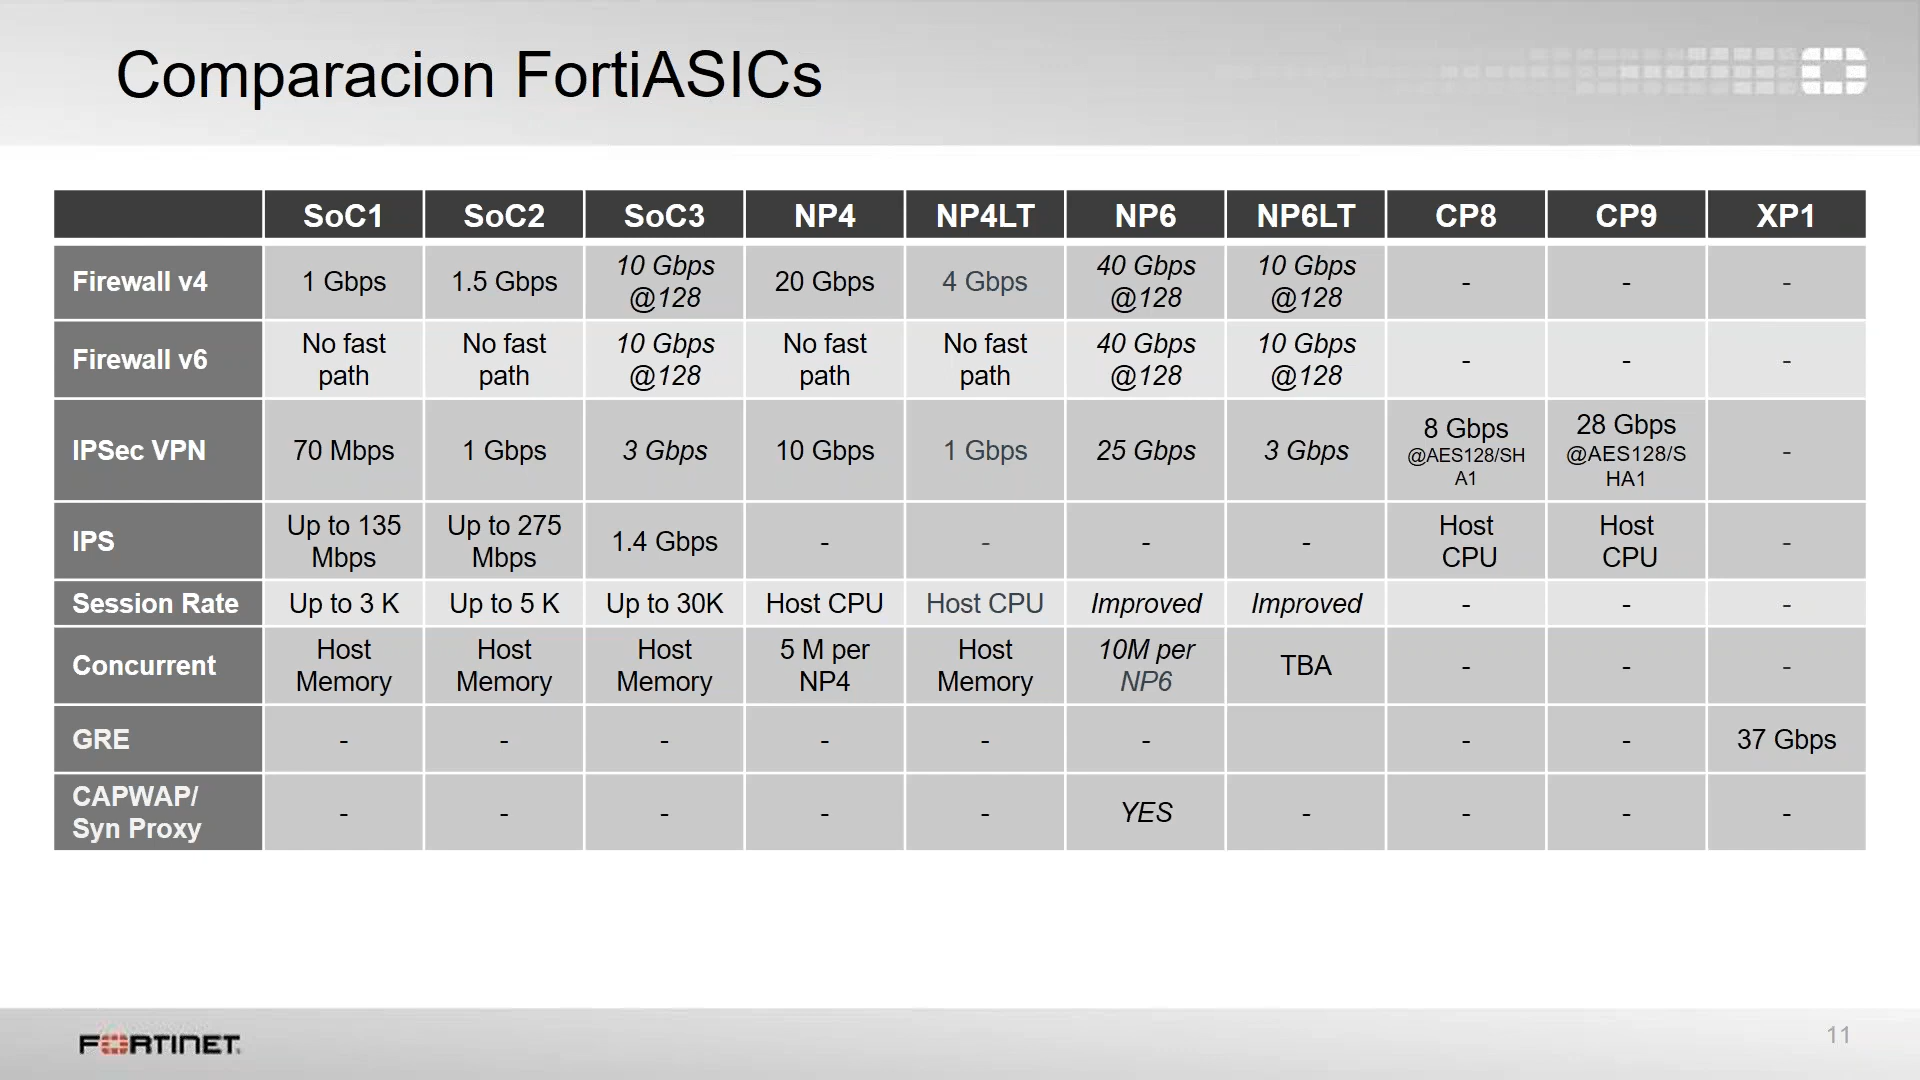 Comparacion FortiASICs
SoC1 SoC2 SoC3 NP4 NP4LT NP6 NP6LT CP8 CP9 XP1
Firewall v4 1 Gbps 1.5 Gbps 10 Gbps @128 20 Gbps 4 Gbps 40 Gbps @128 10 Gbps @128 - - -
Firewall v6 No fast path No fast path 10 Gbps @128 No fast path No fast path 40 Gbps @128 10 Gbps @128 - - -
IPSec VPN 70 Mbps 1 Gbps 3 Gbps 10 Gbps 1 Gbps 25 Gbps 3 Gbps 8 Gbps @AES128/SHA1 28 Gbps @AES128/SHA1 -
IPS Up to 135 Mbps Up to 275 Mbps 1.4 Gbps - - - - Host CPU Host CPU -
Session Rate Up to 3 K Up to 5 K Up to 30K Host CPU Host CPU Improved Improved - - -
Concurrent Host Memory Host Memory Host Memory 5 M per NP4 Host Memory 10M per NP6 TBA - - -
GRE - - - - - - - - 37 Gbps
CAPWAP/ Syn Proxy - - - - - YES - - - -
FORTINET
11